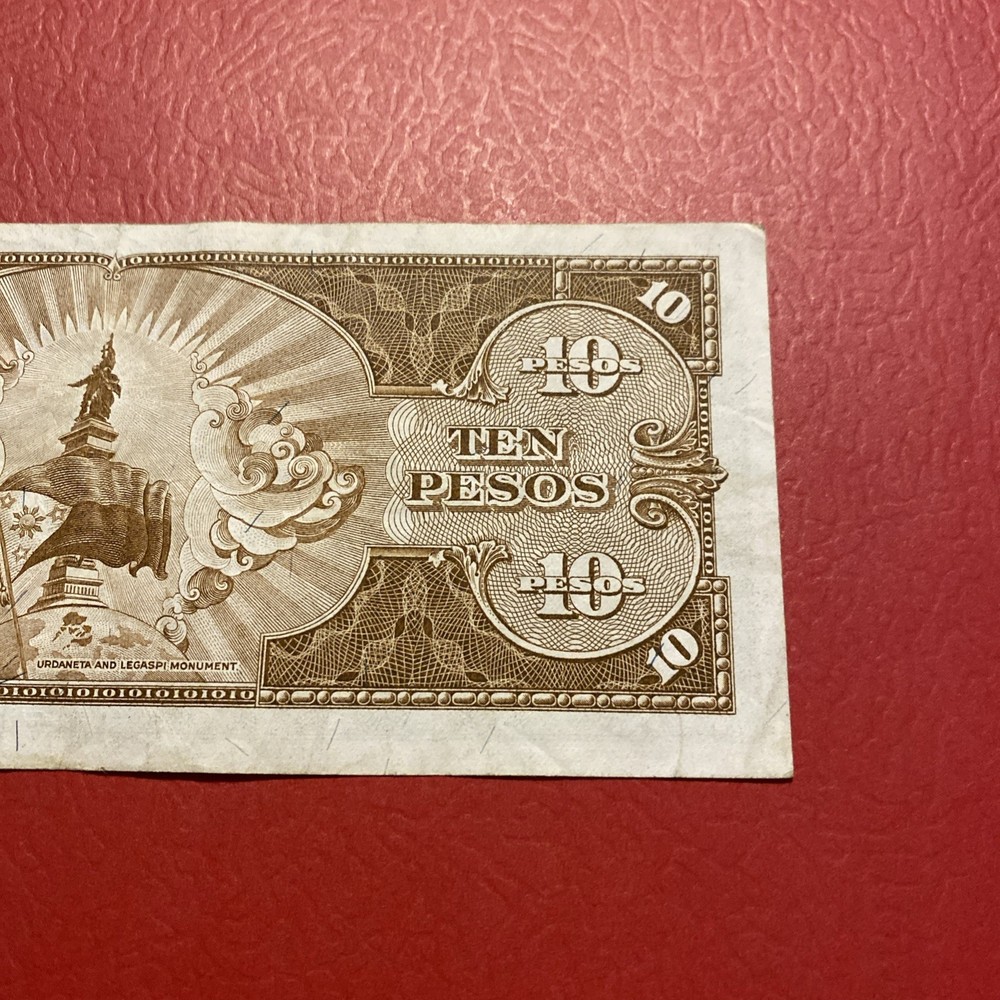 10
10
PESOS
TEN
PESOS
10
PESOS
10
URDANETA AND LEGASPI MONUMENT